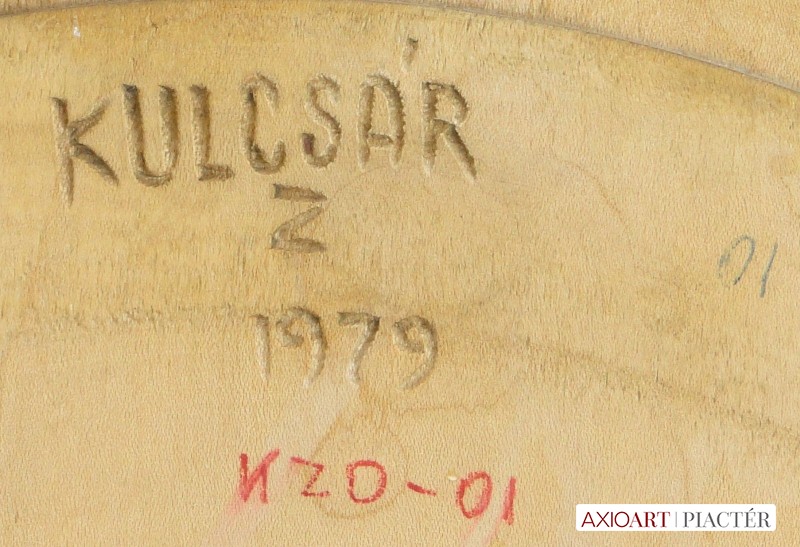 KULCSÁR
Z
1979
01
KZO-01
AXIOART | PIACTÉR